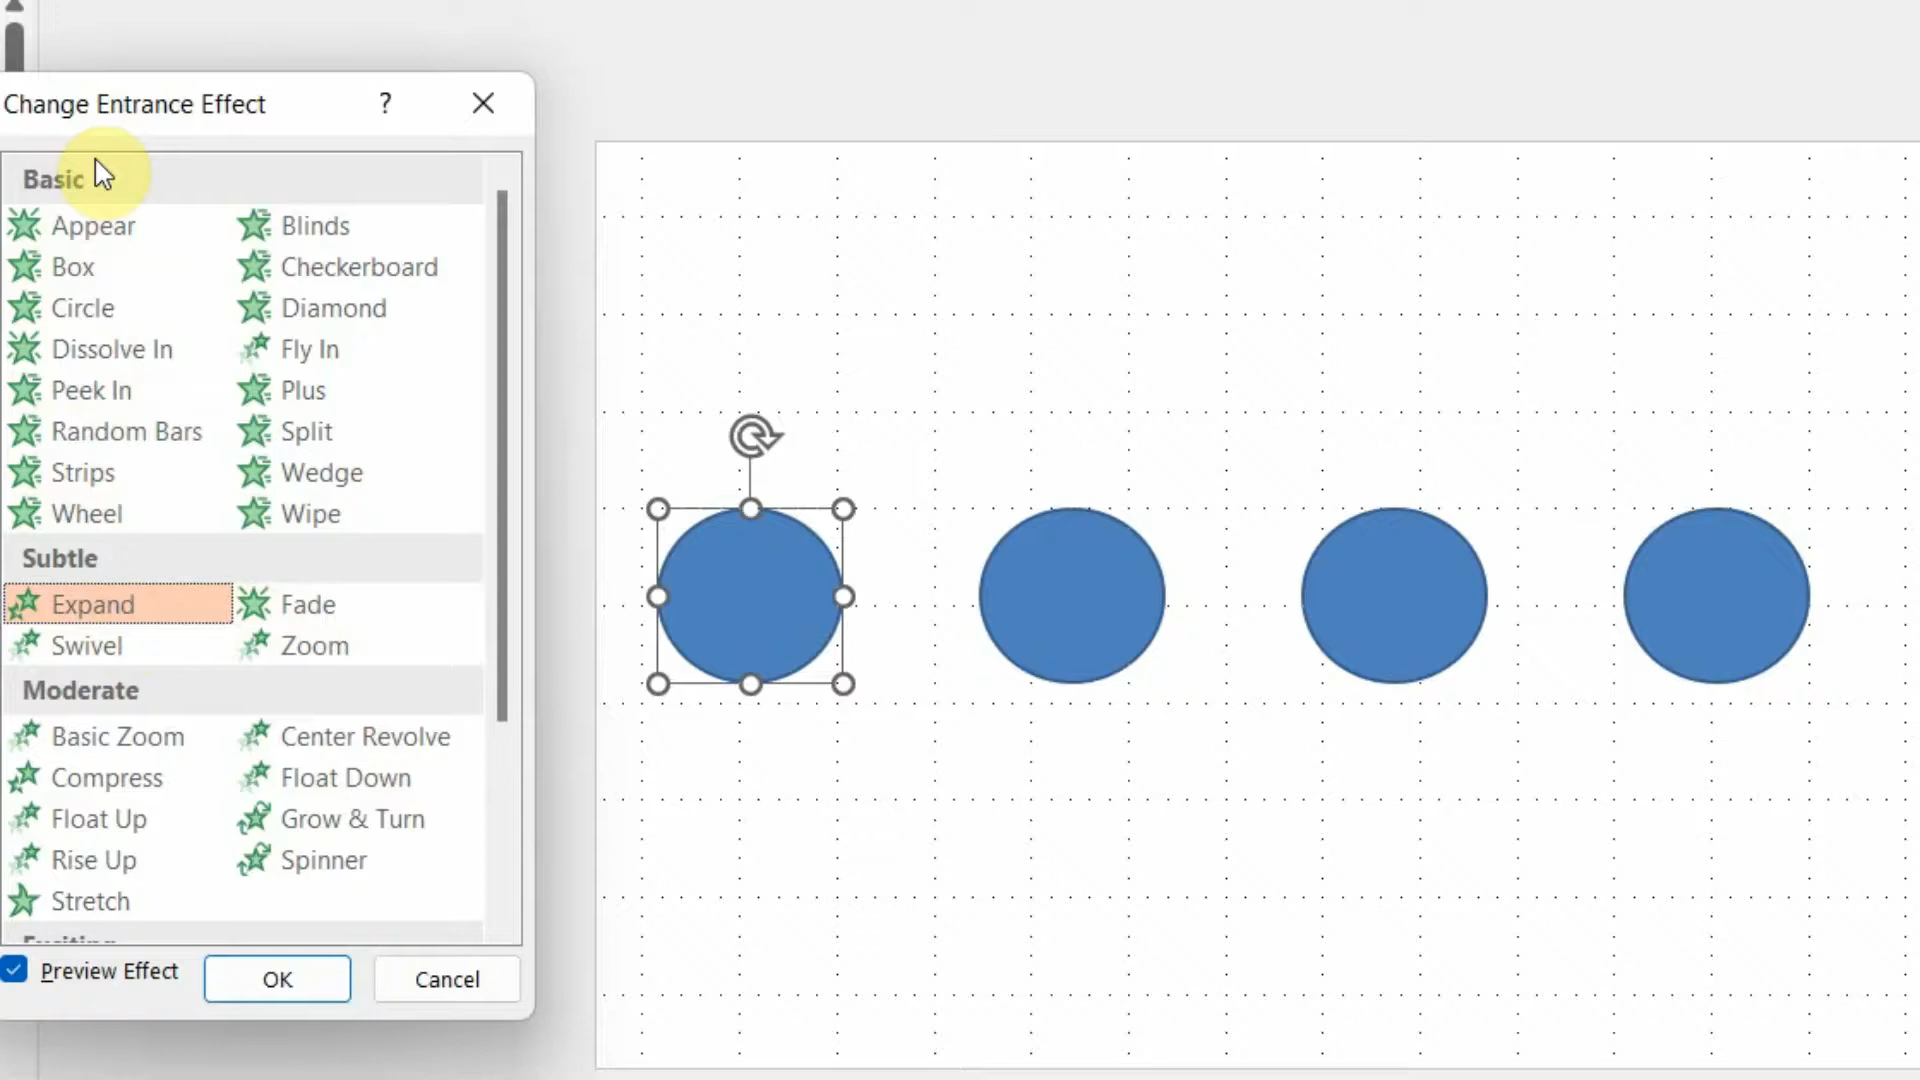 Change Entrance Effect ?
Basic
Appear Blinds
Box Checkerboard
Circle Diamond
Dissolve In Fly In
Peek In Plus
Random Bars Split
Strips Wedge
Wheel Wipe
Subtle
Expand Fade
Swivel Zoom
Moderate
Basic Zoom Center Revolve
Compress Float Down
Float Up Grow & Turn
Rise Up Spinner
Stretch
Preview Effect OK Cancel